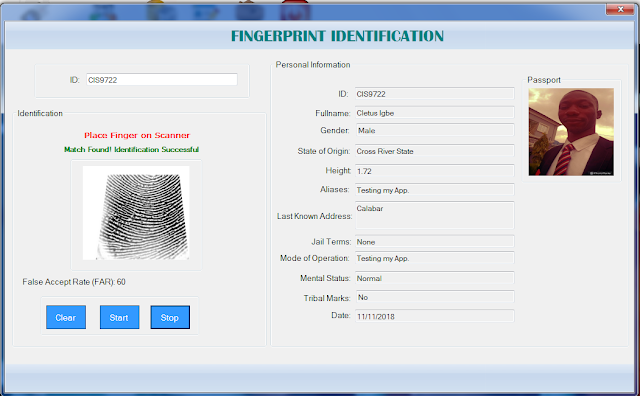 FINGERPRINT IDENTIFICATION
ID: CIS9722
Identification
Place Finger on Scanner
Match Found! Identification Successful
False Accept Rate (FAR): 60
Clear Start Stop
Personal Information
ID: CIS9722
Fullname: Cletus Igbe
Gender: Male
State of Origin: Cross River State
Height: 1.72
Aliases: Testing my App.
Last Known Address: Calabar
Jail Terms: None
Mode of Operation: Testing my App.
Mental Status: Normal
Tribal Marks: No
Date: 11/11/2018
Passport